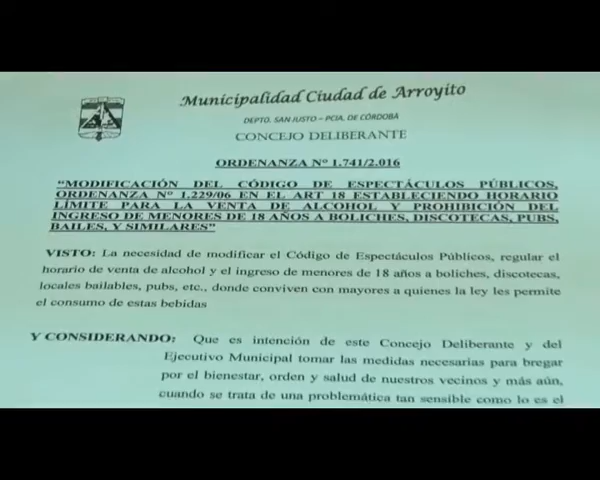 Municipalidad Ciudad de Arroyito
DEPTO. SAN JUSTO – PCIA. DE CÓRDOBA
CONCEJO DELIBERANTE
ORDENANZA Nº 1.741/2.016
"MODIFICACIÓN DEL CÓDIGO DE ESPECTÁCULOS PÚBLICOS,
ORDENANZA Nº 1.229/06 EN EL ART 18 ESTABLECIENDO HORARIO
LÍMITE PARA LA VENTA DE ALCOHOL Y PROHIBICIÓN DEL
INGRESO DE MENORES DE 18 AÑOS A BOLICHES, DISCOTECAS, PUBS,
BAILES, Y SIMILARES"
VISTO: La necesidad de modificar el Código de Espectáculos Públicos, regular el
horario de venta de alcohol y el ingreso de menores de 18 años a boliches, discotecas,
locales bailables, pubs, etc., donde conviven con mayores a quienes la ley les permite
el consumo de estas bebidas
Y CONSIDERANDO: Que es intención de este Concejo Deliberante y del
Ejecutivo Municipal tomar las medidas necesarias para bregar
por el bienestar, orden y salud de nuestros vecinos y más aún,
cuando se trata de una problemática tan sensible como lo es el